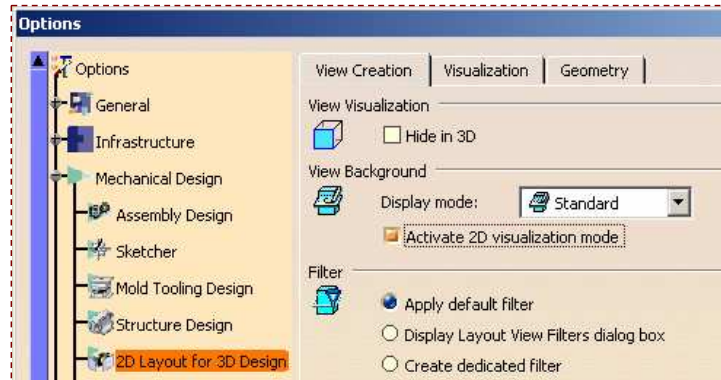 Options
Options
General
Infrastructure
Mechanical Design
Assembly Design
Sketcher
Mold Tooling Design
Structure Design
2D Layout for 3D Design
View Creation
Visualization
Geometry
View Visualization
Hide in 3D
View Background
Display mode:
Standard
Activate 2D visualization mode
Filter
Apply default filter
Display Layout View Filters dialog box
Create dedicated filter